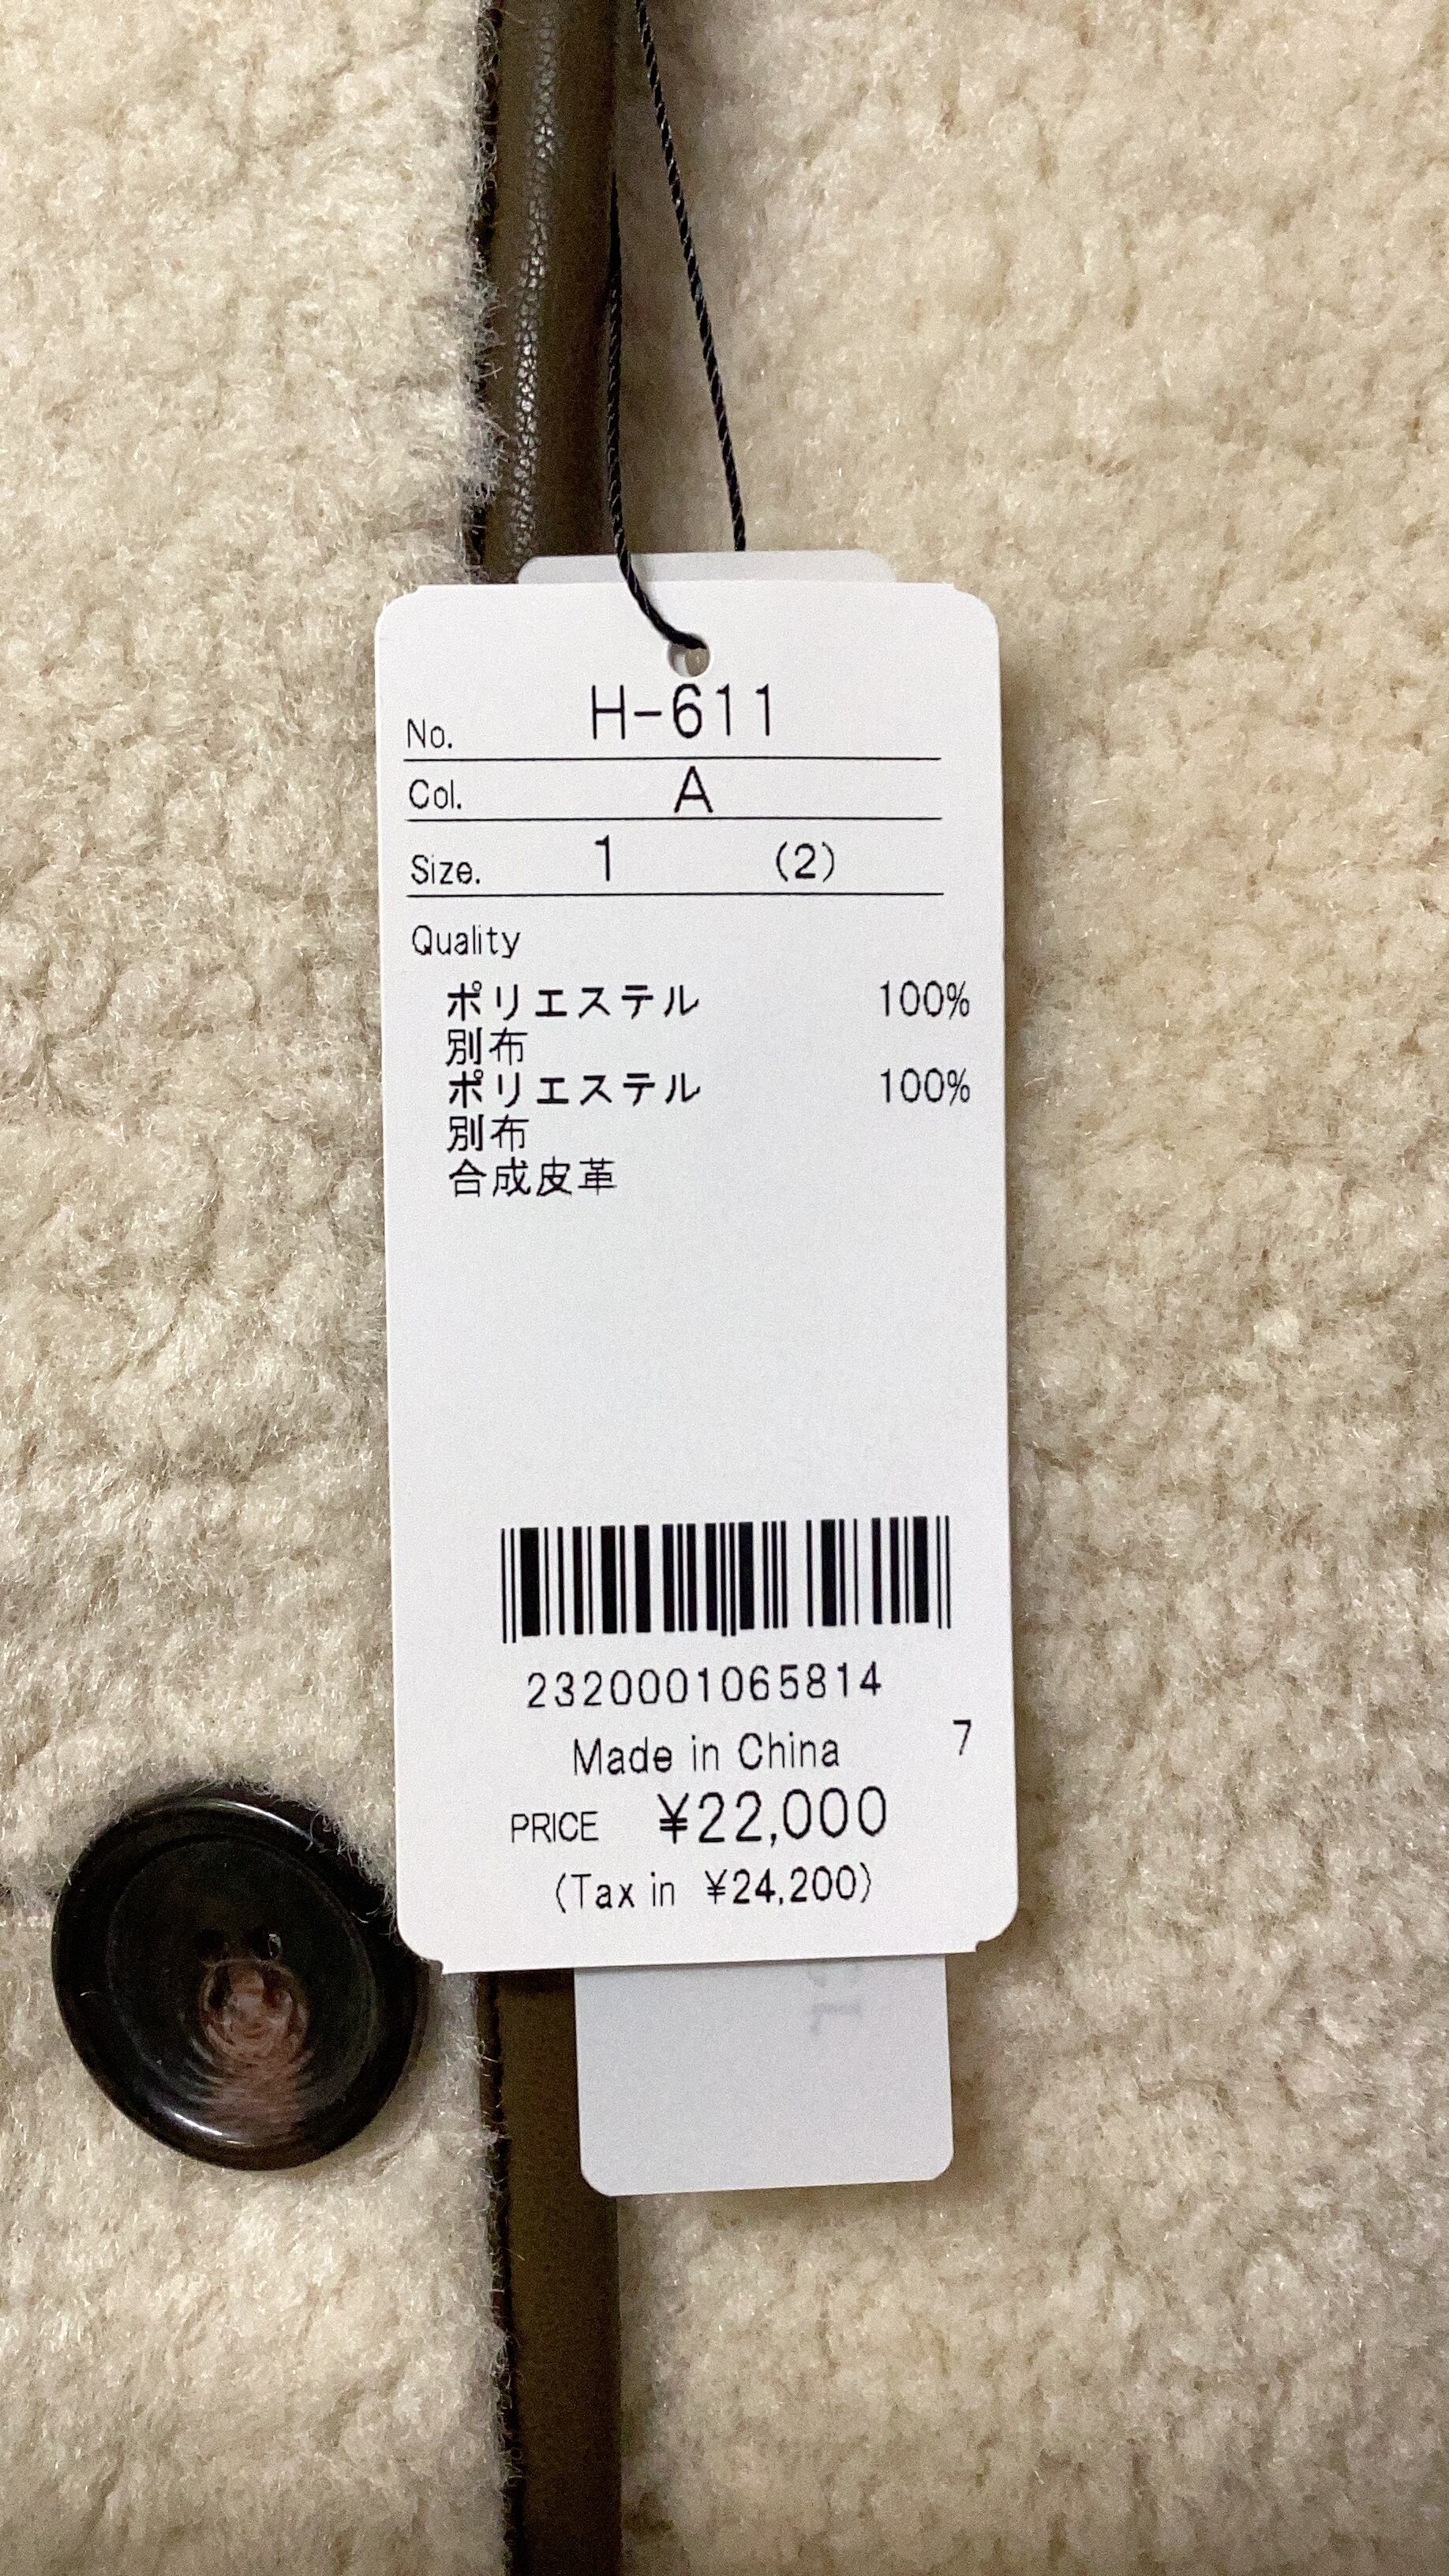 No. H-611
Col. A
Size. 1 (2)
Quality
ポリエステル 100%
別布
ポリエステル 100%
別布
合成皮革
2320001065814
Made in China 7
PRICE ¥22,000
(Tax in ¥24,200)